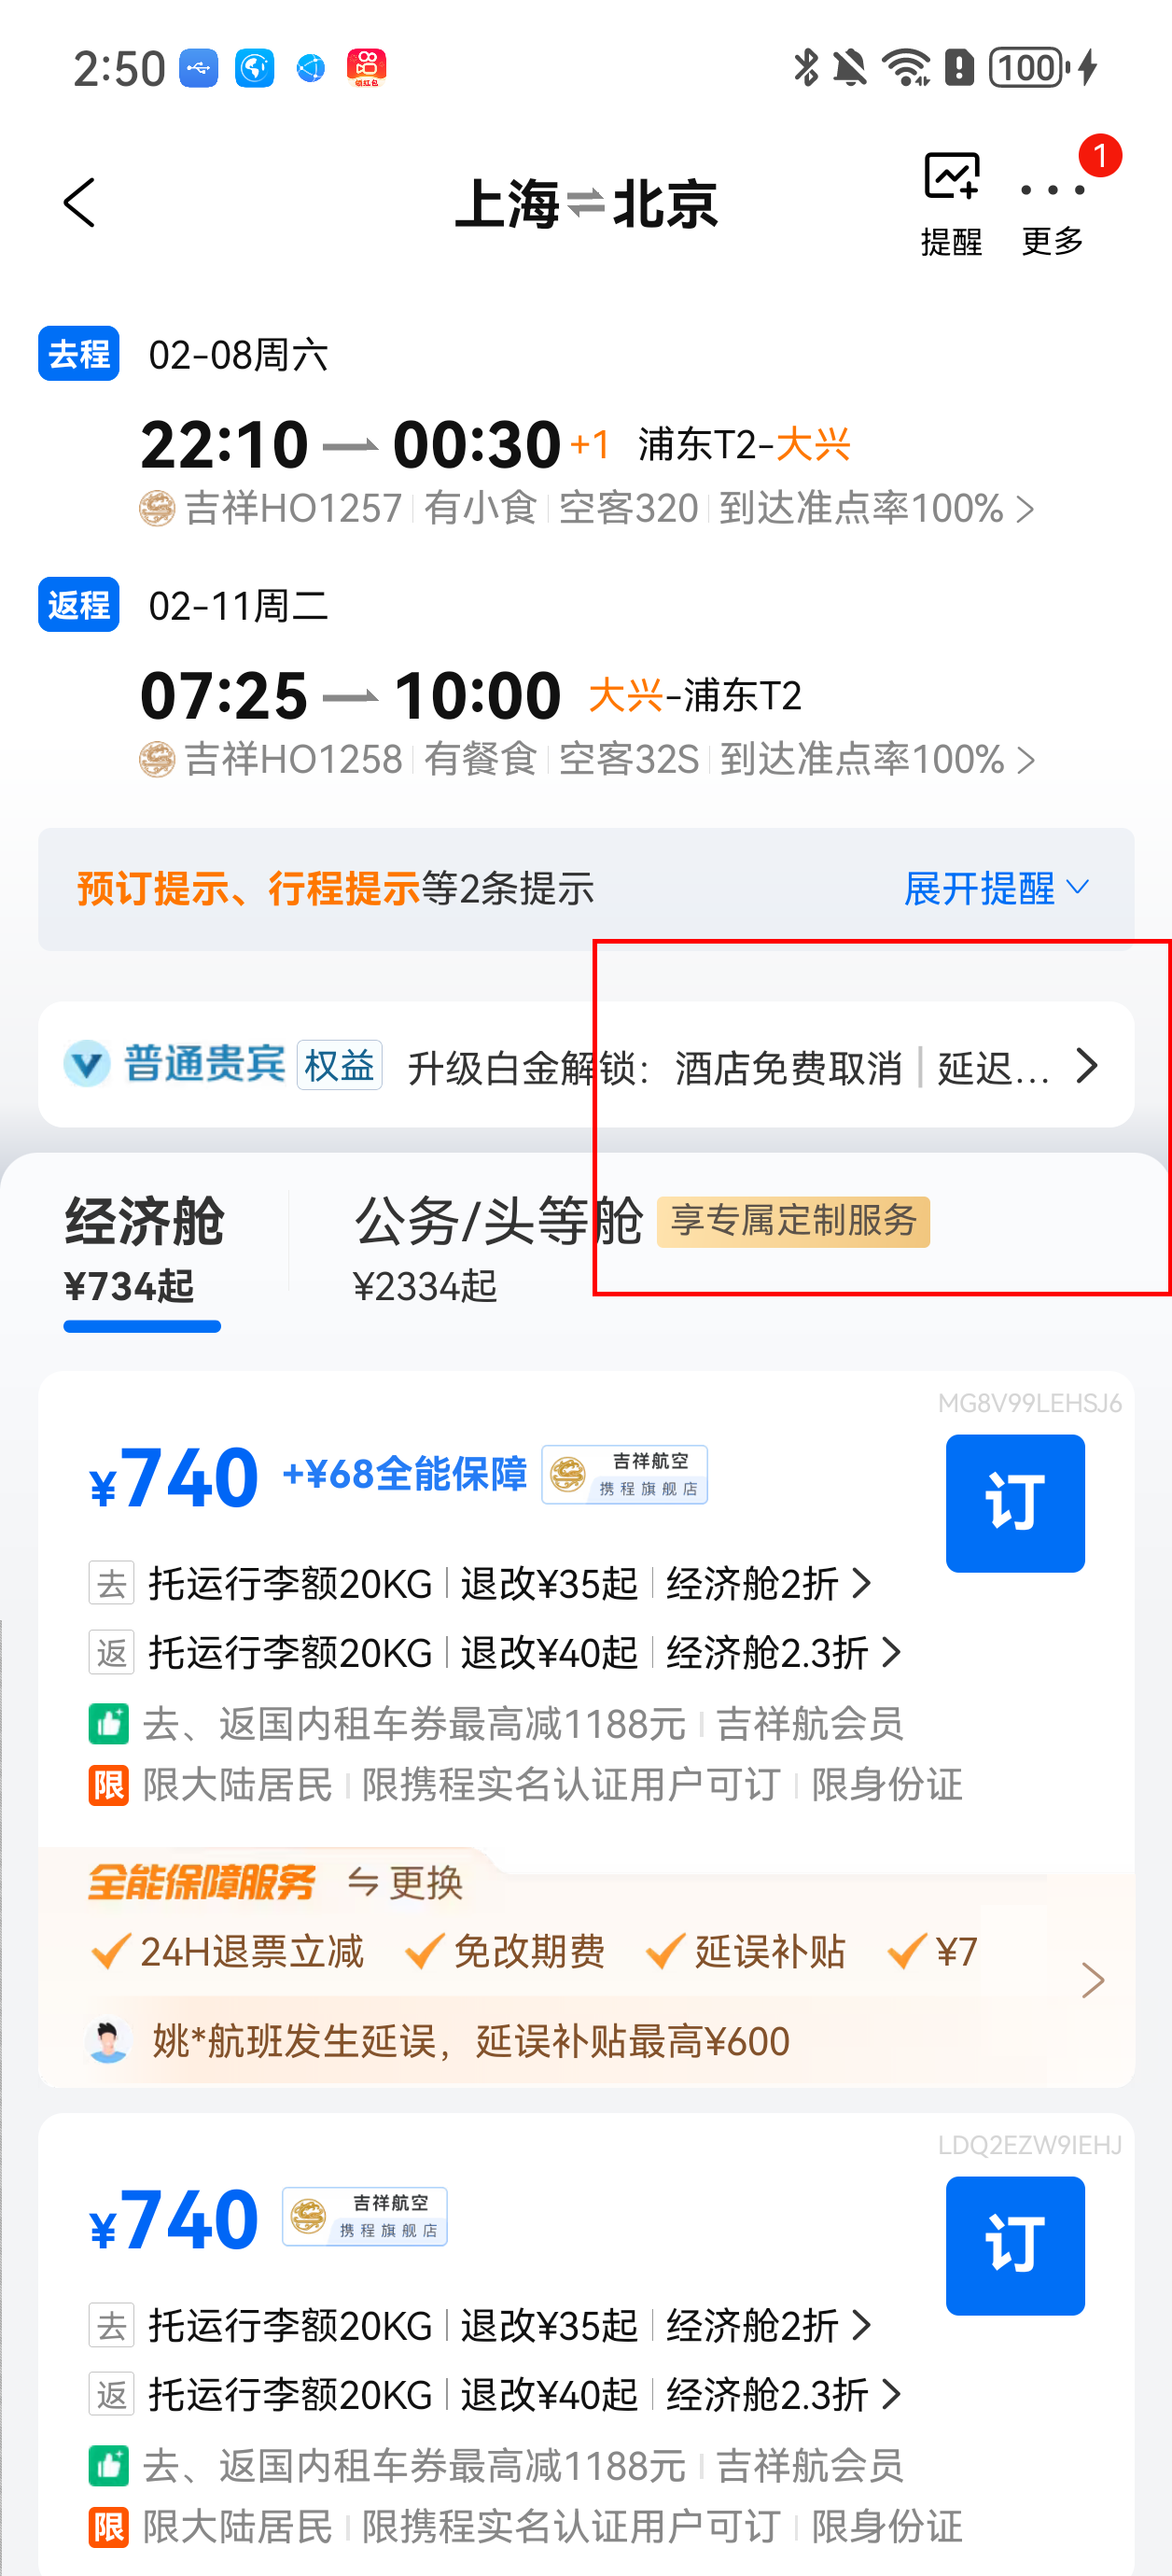 2:50
领红包
100
上海⇌北京
提醒
更多
1
去程 02-08周六
22:10 00:30 +1 浦东T2-大兴
吉祥HO1257 有小食 空客320 到达准点率100%
返程 02-11周二
07:25 10:00 大兴-浦东T2
吉祥HO1258 有餐食 空客32S 到达准点率100%
预订提示、行程提示等2条提示 展开提醒
普通贵宾 权益 升级白金解锁：酒店免费取消 | 延迟...
经济舱 公务/头等舱 享专属定制服务
¥734起 ¥2334起
MG8V99LEHSJ6
¥740 +¥68全能保障 吉祥航空
携程旗舰店
订
去 托运行李额20KG 退改¥35起 经济舱2折
返 托运行李额20KG 退改¥40起 经济舱2.3折
去、返国内租车券最高减1188元 吉祥航会员
限 限大陆居民 限携程实名认证用户可订 限身份证
全能保障服务 更换
24H退票立减 免改期费 延误补贴 ¥7
姚*航班发生延误，延误补贴最高¥600
LDQ2EZW9IEHJ
¥740 吉祥航空
携程旗舰店
订
去 托运行李额20KG 退改¥35起 经济舱2折
返 托运行李额20KG 退改¥40起 经济舱2.3折
去、返国内租车券最高减1188元 吉祥航会员
限 限大陆居民 限携程实名认证用户可订 限身份证